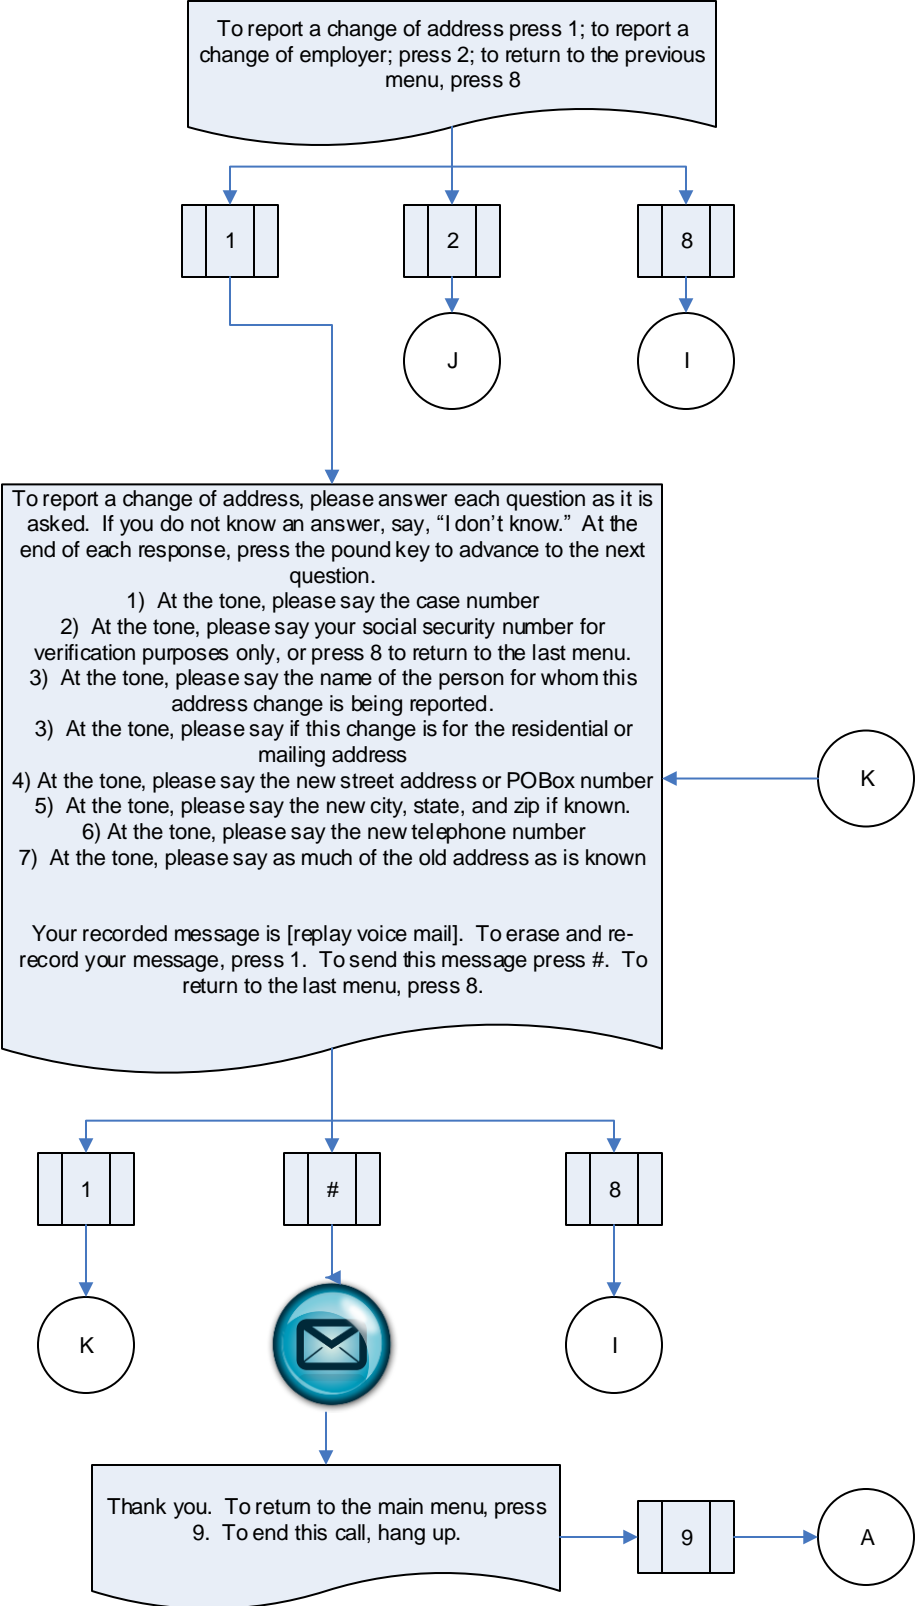 To report a change of address press 1; to report a
change of employer; press 2; to return to the previous
menu, press 8
1
2
8
J
I
To report a change of address, please answer each question as it is
asked. If you do not know an answer, say, “I don’t know.” At the
end of each response, press the pound key to advance to the next
question.
1) At the tone, please say the case number
2) At the tone, please say your social security number for
verification purposes only, or press 8 to return to the last menu.
3) At the tone, please say the name of the person for whom this
address change is being reported.
3) At the tone, please say if this change is for the residential or
mailing address
4) At the tone, please say the new street address or POBox number
5) At the tone, please say the new city, state, and zip if known.
6) At the tone, please say the new telephone number
7) At the tone, please say as much of the old address as is known
Your recorded message is [replay voice mail]. To erase and re-
record your message, press 1. To send this message press #. To
return to the last menu, press 8.
K
1
#
8
K
I
Thank you. To return to the main menu, press
9. To end this call, hang up.
9
A